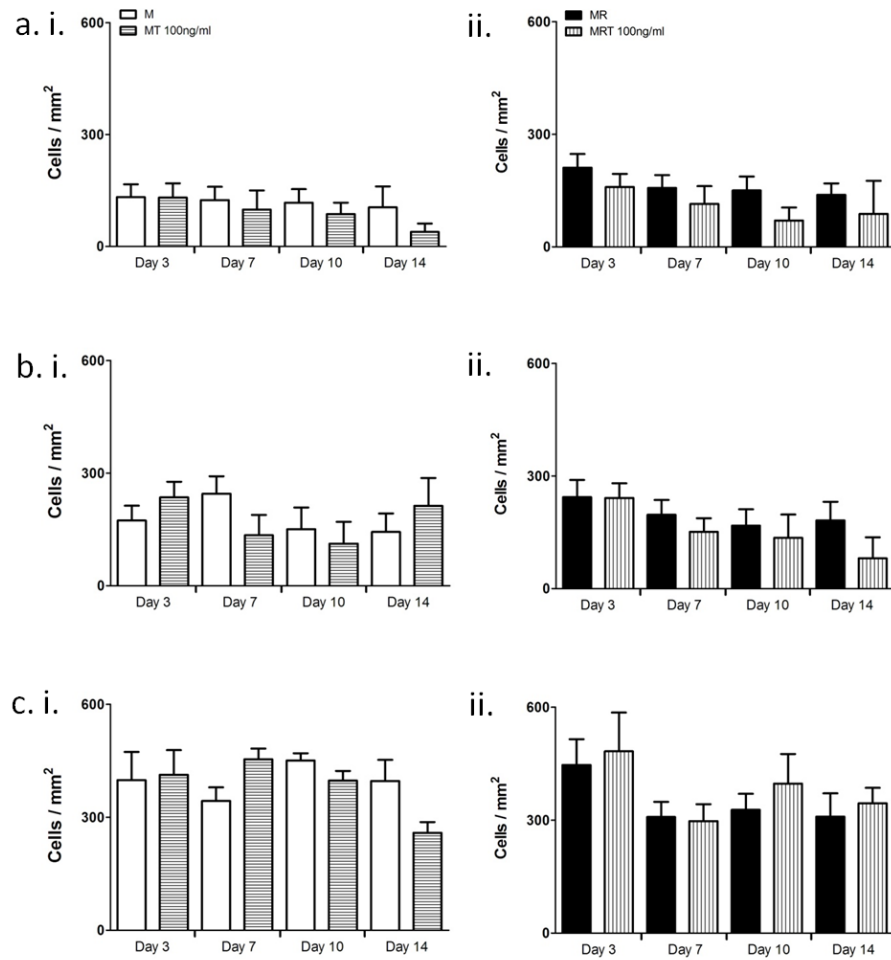 a. i.
M
MT 100ng/ml
600
300
0
Cells / mm²
Day 3 Day 7 Day 10 Day 14
ii.
MR
MRT 100ng/ml
600
300
0
Cells / mm²
Day 3 Day 7 Day 10 Day 14
b. i.
600
300
0
Cells / mm²
Day 3 Day 7 Day 10 Day 14
ii.
600
300
0
Cells / mm²
Day 3 Day 7 Day 10 Day 14
c. i.
600
300
0
Cells / mm²
Day 3 Day 7 Day 10 Day 14
ii.
600
300
0
Cells / mm²
Day 3 Day 7 Day 10 Day 14